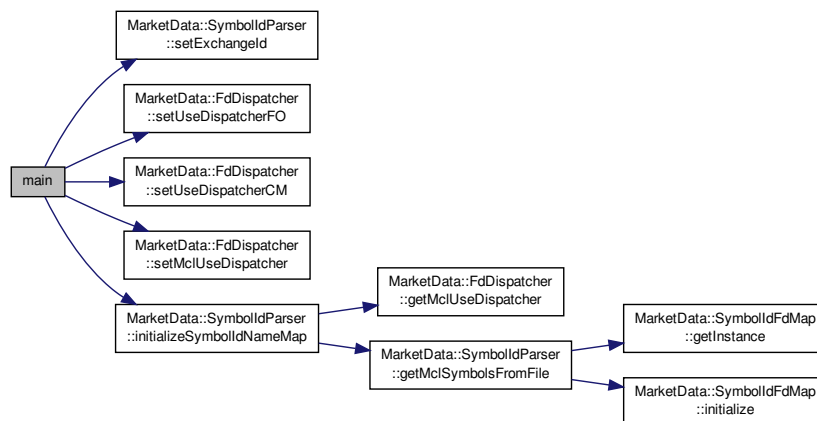 MarketData::SymbolIdParser
::setExchangeId
MarketData::FdDispatcher
::setUseDispatcherFO
main
MarketData::FdDispatcher
::setUseDispatcherCM
MarketData::FdDispatcher
::setMclUseDispatcher
MarketData::SymbolIdParser
::initializeSymbolIdNameMap
MarketData::FdDispatcher
::getMclUseDispatcher
MarketData::SymbolIdParser
::getMclSymbolsFromFile
MarketData::SymbolIdFdMap
::getInstance
MarketData::SymbolIdFdMap
::initialize